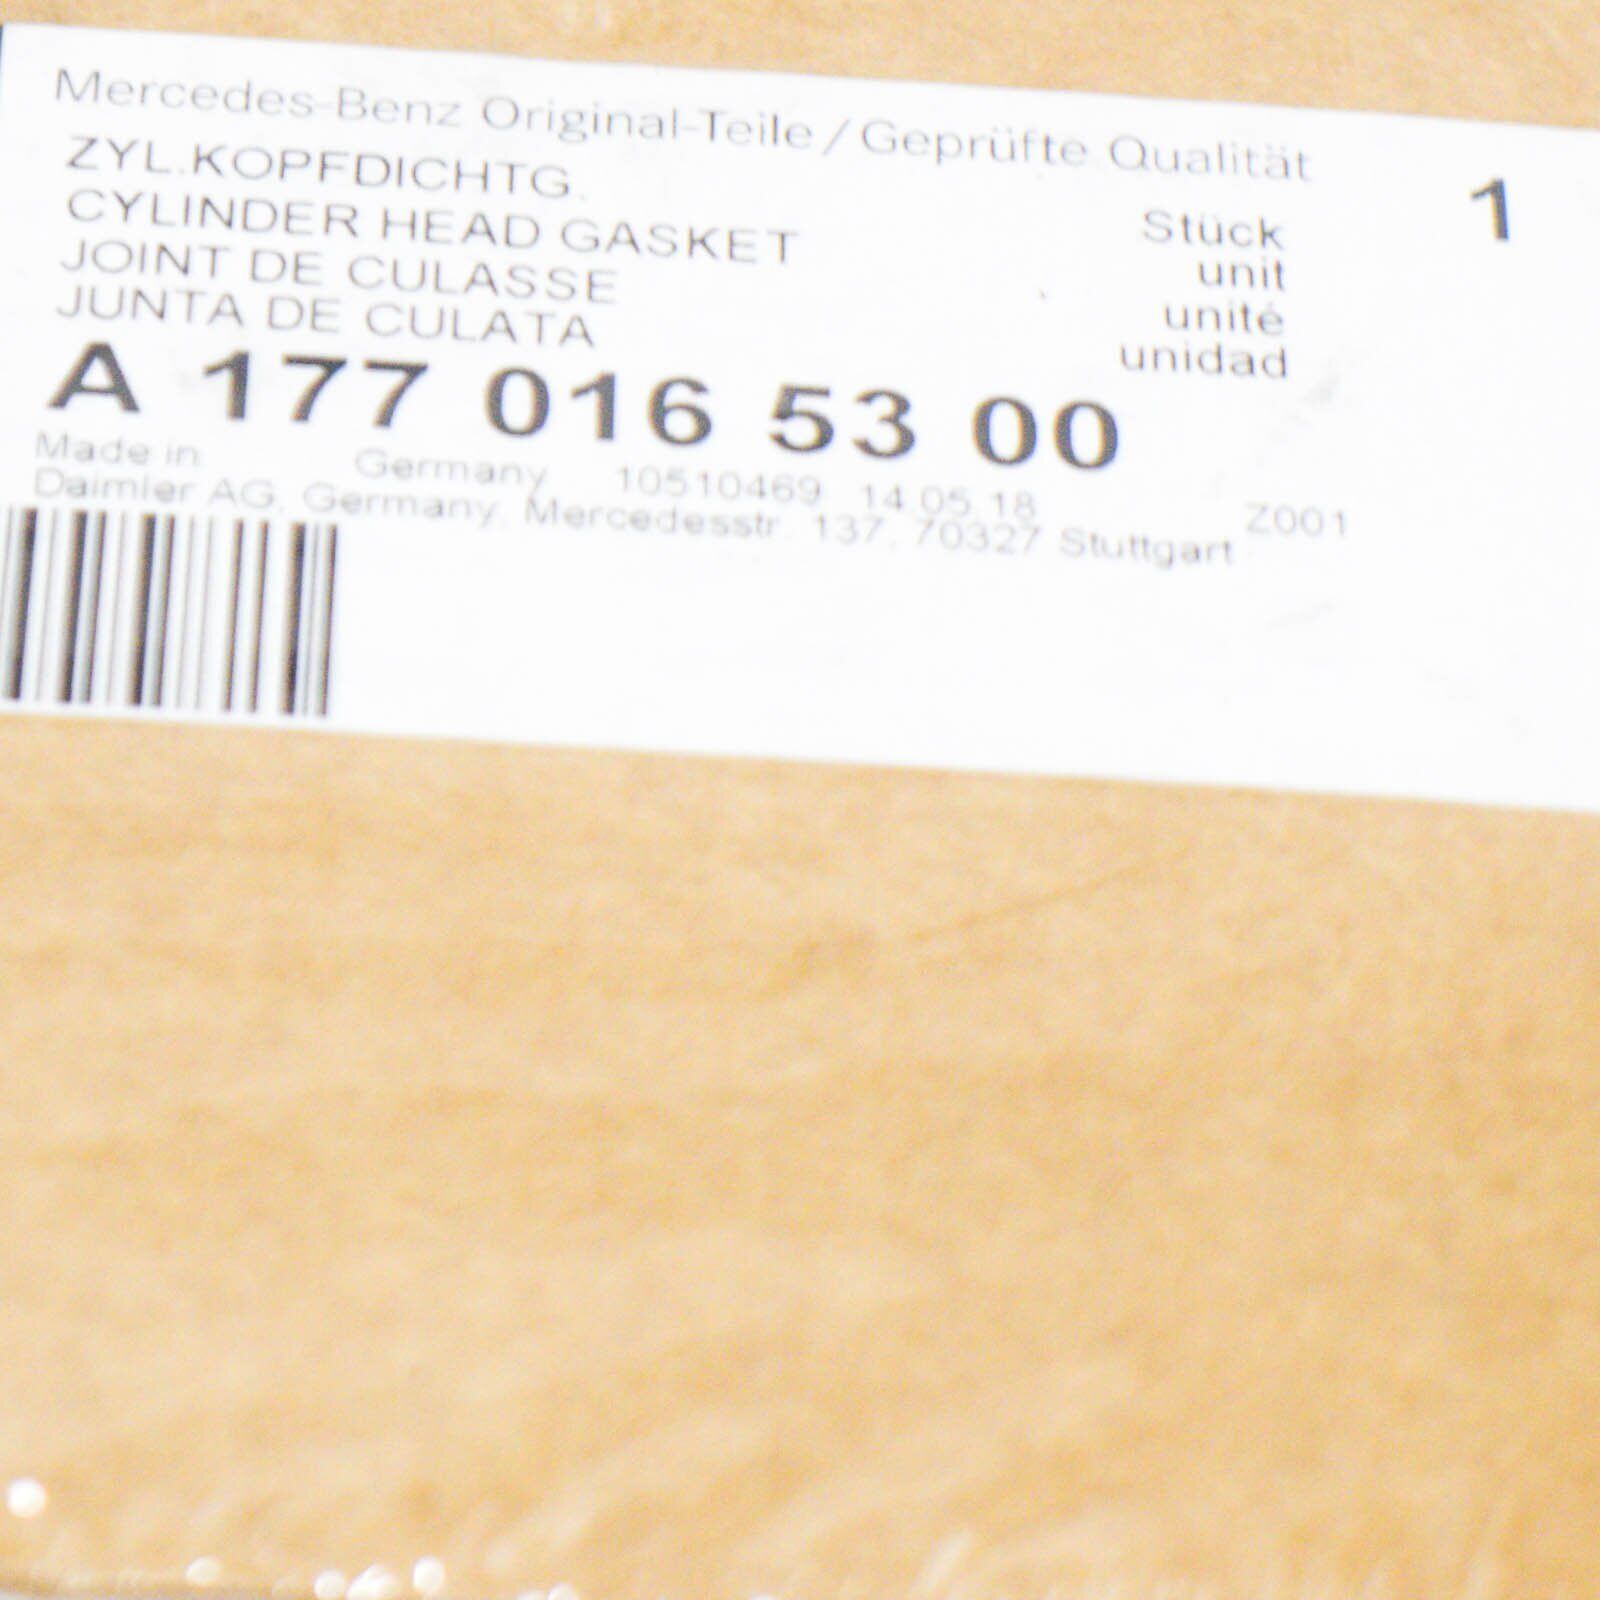 Mercedes-Benz Original-Teile / Geprüfte Qualität
ZYL.KOPFDICHTG.
CYLINDER HEAD GASKET
JOINT DE CULASSE
JUNTA DE CULATA
Stück 1
unit
unité
unidad
A 177 016 53 00
Made in Germany 10510469 14.05.18 Z001
Daimler AG, Germany, Mercedesstr. 137, 70327 Stuttgart